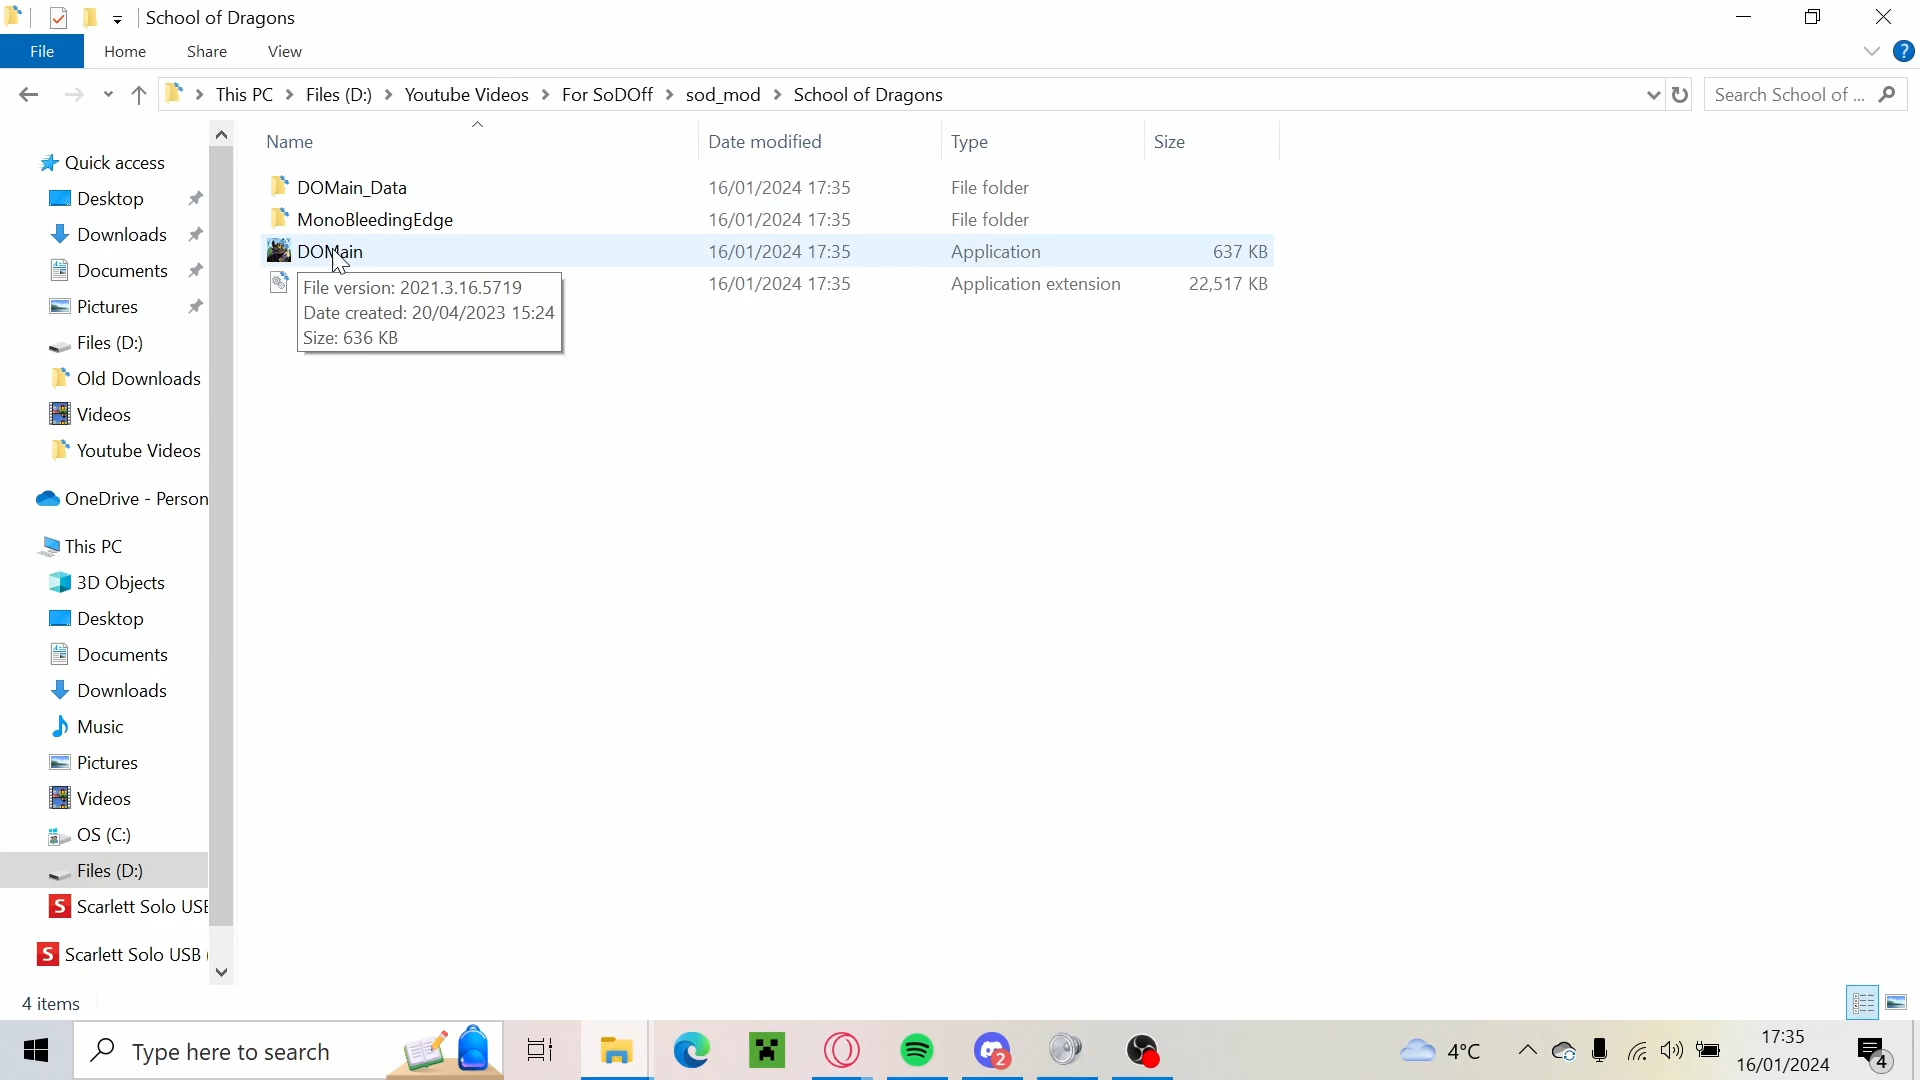 School of Dragons
File Home Share View
This PC Files (D:) Youtube Videos For SoDOff sod_mod School of Dragons
Search School of ...
Name Date modified Type Size
DOMain_Data 16/01/2024 17:35 File folder
MonoBleedingEdge 16/01/2024 17:35 File folder
DOMain 16/01/2024 17:35 Application 637 KB
16/01/2024 17:35 Application extension 22,517 KB
File version: 2021.3.16.5719
Date created: 20/04/2023 15:24
Size: 636 KB
Quick access
Desktop
Downloads
Documents
Pictures
Files (D:)
Old Downloads
Videos
Youtube Videos
OneDrive - Person
This PC
3D Objects
Desktop
Documents
Downloads
Music
Pictures
Videos
OS (C:)
Files (D:)
Scarlett Solo USB
Scarlett Solo USB (
4 items
Type here to search
2
4°C
17:35
16/01/2024
4